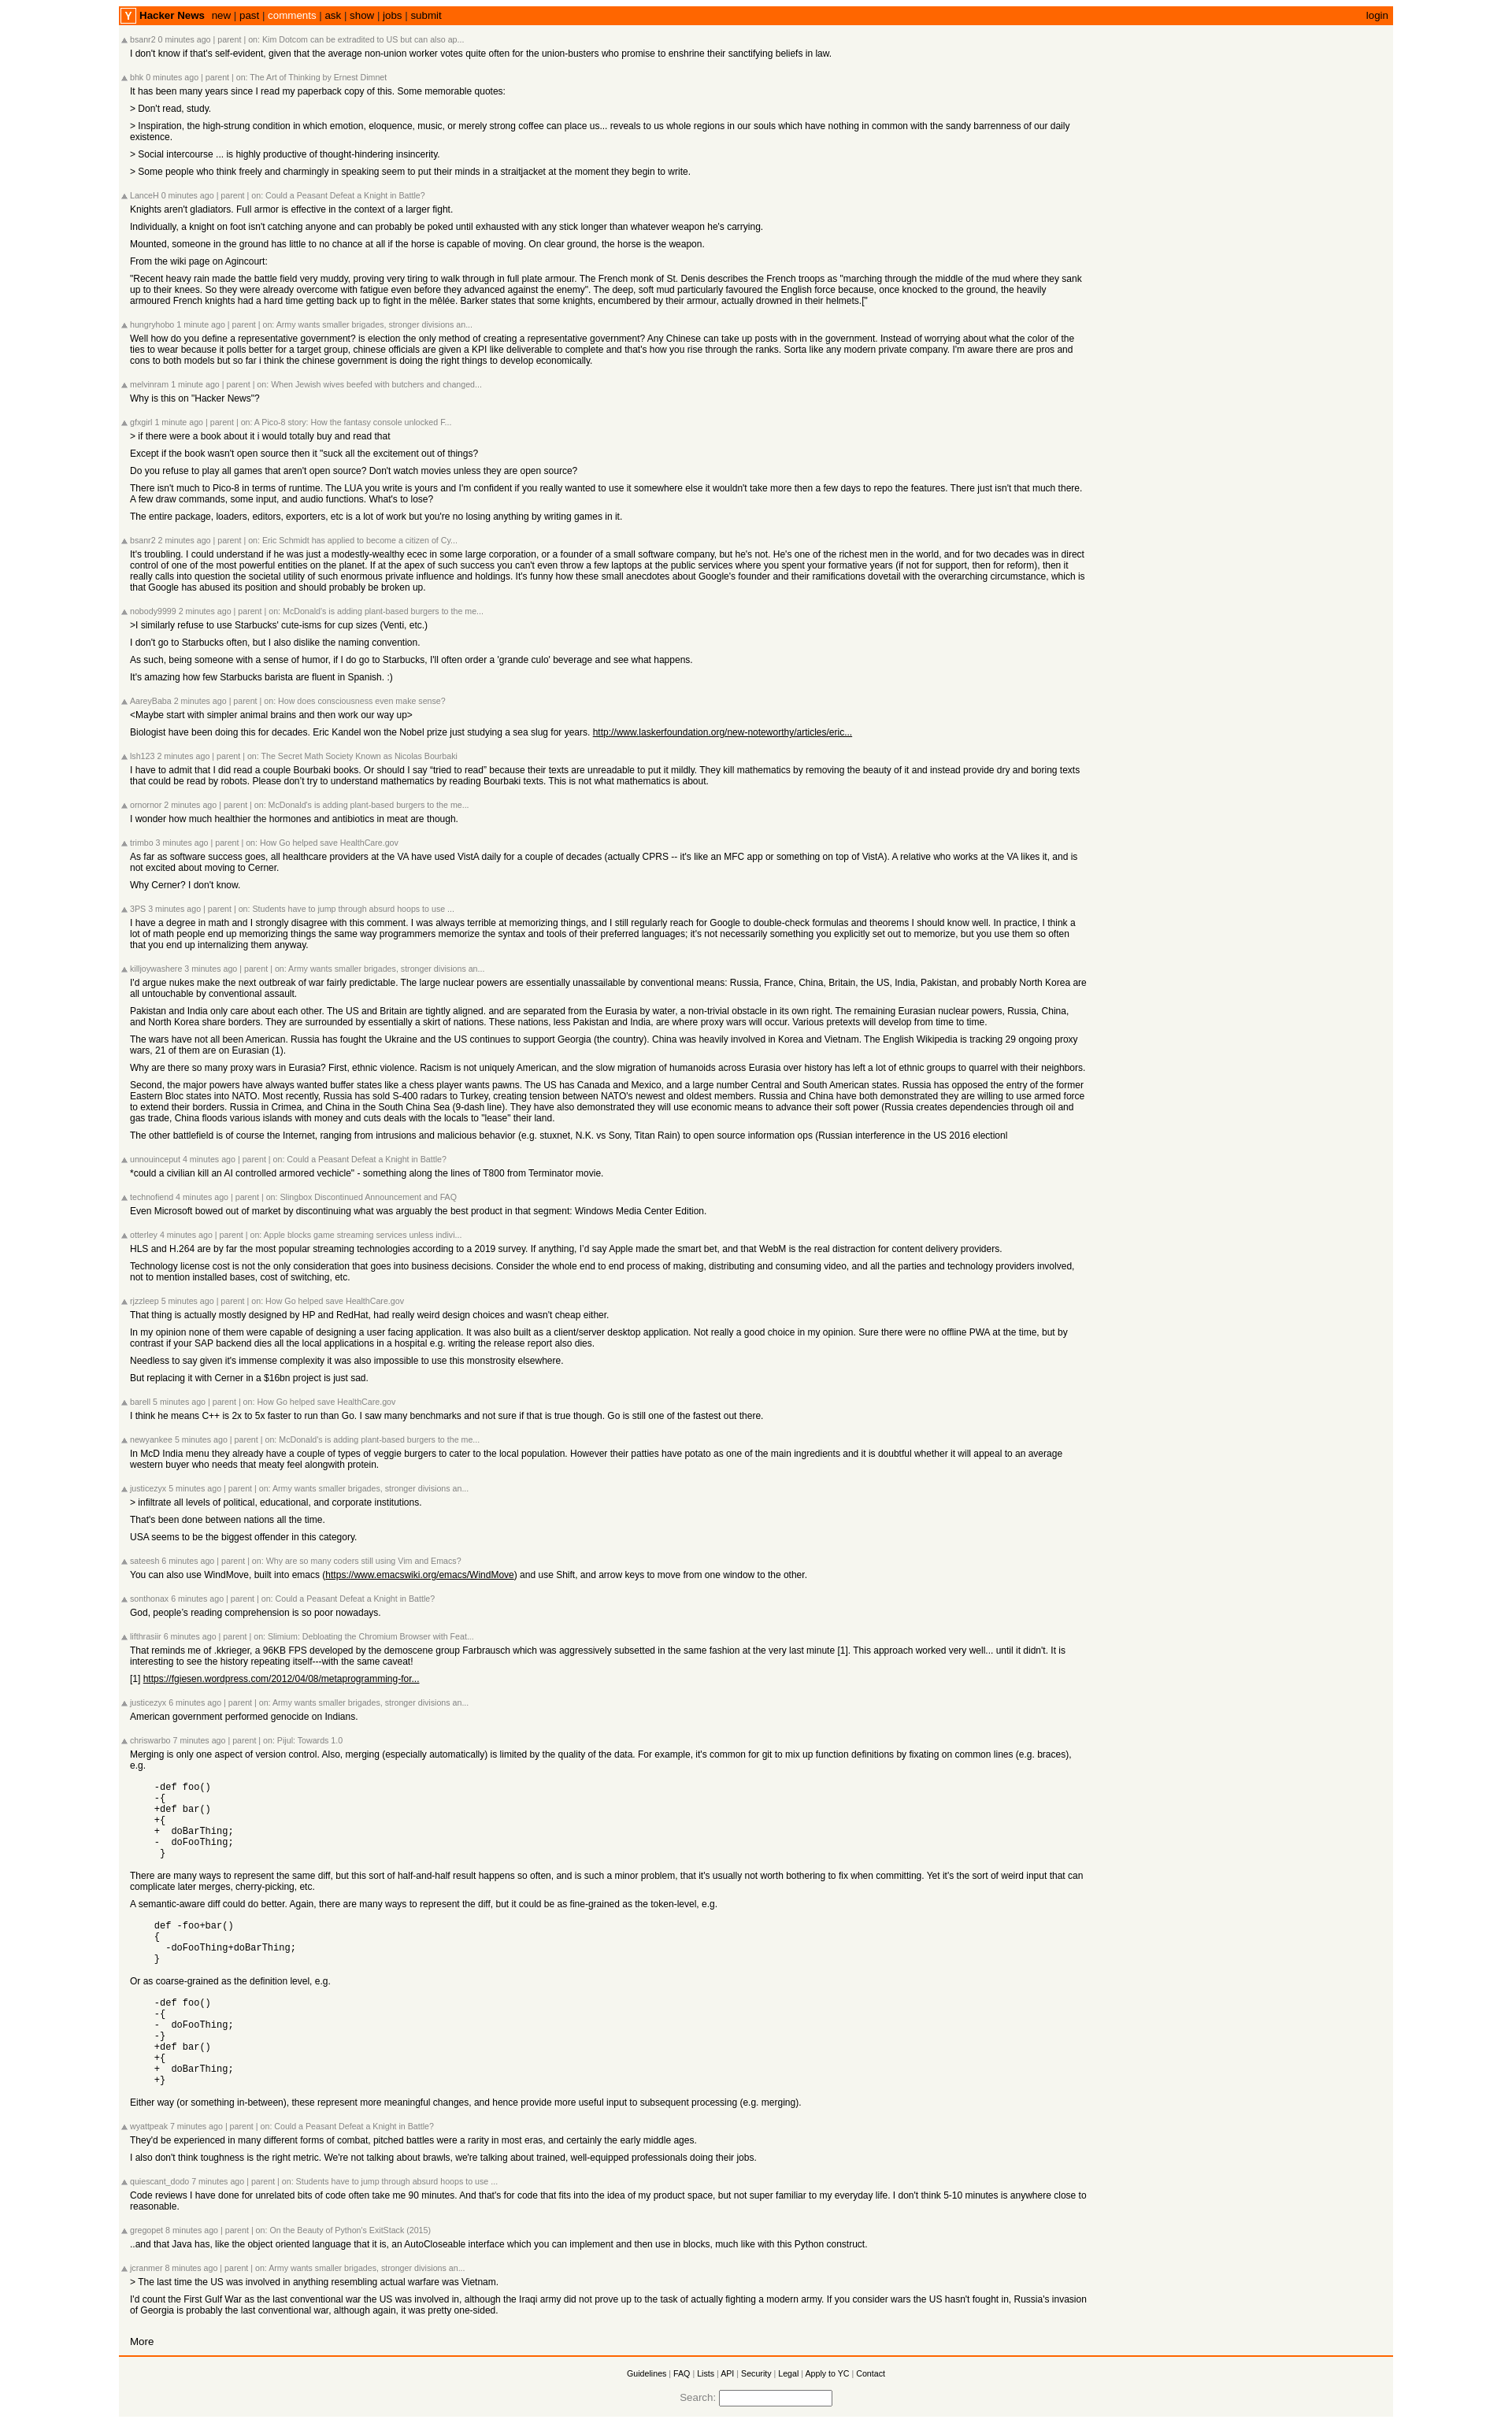 Y Hacker News new | past | comments | ask | show | jobs | submit login
bsanr2 0 minutes ago | parent | on: Kim Dotcom can be extradited to US but can also ap...
I don't know if that's self-evident, given that the average non-union worker votes quite often for the union-busters who promise to enshrine their sanctifying beliefs in law.
bhk 0 minutes ago | parent | on: The Art of Thinking by Ernest Dimnet
It has been many years since I read my paperback copy of this. Some memorable quotes:
> Don't read, study.
> Inspiration, the high-strung condition in which emotion, eloquence, music, or merely strong coffee can place us... reveals to us whole regions in our souls which have nothing in common with the sandy barrenness of our daily
existence.
> Social intercourse ... is highly productive of thought-hindering insincerity.
> Some people who think freely and charmingly in speaking seem to put their minds in a straitjacket at the moment they begin to write.
LanceH 0 minutes ago | parent | on: Could a Peasant Defeat a Knight in Battle?
Knights aren't gladiators. Full armor is effective in the context of a larger fight.
Individually, a knight on foot isn't catching anyone and can probably be poked until exhausted with any stick longer than whatever weapon he's carrying.
Mounted, someone in the ground has little to no chance at all if the horse is capable of moving. On clear ground, the horse is the weapon.
From the wiki page on Agincourt:
"Recent heavy rain made the battle field very muddy, proving very tiring to walk through in full plate armour. The French monk of St. Denis describes the French troops as "marching through the middle of the mud where they sank
up to their knees. So they were already overcome with fatigue even before they advanced against the enemy". The deep, soft mud particularly favoured the English force because, once knocked to the ground, the heavily
armoured French knights had a hard time getting back up to fight in the mêlée. Barker states that some knights, encumbered by their armour, actually drowned in their helmets.["
hungryhobo 1 minute ago | parent | on: Army wants smaller brigades, stronger divisions an...
Well how do you define a representative government? is election the only method of creating a representative government? Any Chinese can take up posts with in the government. Instead of worrying about what the color of the
ties to wear because it polls better for a target group, chinese officials are given a KPI like deliverable to complete and that's how you rise through the ranks. Sorta like any modern private company. I'm aware there are pros and
cons to both models but so far i think the chinese government is doing the right things to develop economically.
melvinram 1 minute ago | parent | on: When Jewish wives beefed with butchers and changed...
Why is this on "Hacker News"?
gfxgirl 1 minute ago | parent | on: A Pico-8 story: How the fantasy console unlocked F...
> if there were a book about it i would totally buy and read that
Except if the book wasn't open source then it "suck all the excitement out of things?
Do you refuse to play all games that aren't open source? Don't watch movies unless they are open source?
There isn't much to Pico-8 in terms of runtime. The LUA you write is yours and I'm confident if you really wanted to use it somewhere else it wouldn't take more then a few days to repo the features. There just isn't that much there.
A few draw commands, some input, and audio functions. What's to lose?
The entire package, loaders, editors, exporters, etc is a lot of work but you're no losing anything by writing games in it.
bsanr2 2 minutes ago | parent | on: Eric Schmidt has applied to become a citizen of Cy...
It's troubling. I could understand if he was just a modestly-wealthy ecec in some large corporation, or a founder of a small software company, but he's not. He's one of the richest men in the world, and for two decades was in direct
control of one of the most powerful entities on the planet. If at the apex of such success you can't even throw a few laptops at the public services where you spent your formative years (if not for support, then for reform), then it
really calls into question the societal utility of such enormous private influence and holdings. It's funny how these small anecdotes about Google's founder and their ramifications dovetail with the overarching circumstance, which is
that Google has abused its position and should probably be broken up.
nobody9999 2 minutes ago | parent | on: McDonald's is adding plant-based burgers to the me...
>I similarly refuse to use Starbucks' cute-isms for cup sizes (Venti, etc.)
I don't go to Starbucks often, but I also dislike the naming convention.
As such, being someone with a sense of humor, if I do go to Starbucks, I'll often order a 'grande culo' beverage and see what happens.
It's amazing how few Starbucks barista are fluent in Spanish. :)
AareyBaba 2 minutes ago | parent | on: How does consciousness even make sense?
<Maybe start with simpler animal brains and then work our way up>
Biologist have been doing this for decades. Eric Kandel won the Nobel prize just studying a sea slug for years. http://www.laskerfoundation.org/new-noteworthy/articles/eric...
lsh123 2 minutes ago | parent | on: The Secret Math Society Known as Nicolas Bourbaki
I have to admit that I did read a couple Bourbaki books. Or should I say “tried to read” because their texts are unreadable to put it mildly. They kill mathematics by removing the beauty of it and instead provide dry and boring texts
that could be read by robots. Please don’t try to understand mathematics by reading Bourbaki texts. This is not what mathematics is about.
ornornor 2 minutes ago | parent | on: McDonald's is adding plant-based burgers to the me...
I wonder how much healthier the hormones and antibiotics in meat are though.
trimbo 3 minutes ago | parent | on: How Go helped save HealthCare.gov
As far as software success goes, all healthcare providers at the VA have used VistA daily for a couple of decades (actually CPRS -- it's like an MFC app or something on top of VistA). A relative who works at the VA likes it, and is
not excited about moving to Cerner.
Why Cerner? I don't know.
3PS 3 minutes ago | parent | on: Students have to jump through absurd hoops to use ...
I have a degree in math and I strongly disagree with this comment. I was always terrible at memorizing things, and I still regularly reach for Google to double-check formulas and theorems I should know well. In practice, I think a
lot of math people end up memorizing things the same way programmers memorize the syntax and tools of their preferred languages; it's not necessarily something you explicitly set out to memorize, but you use them so often
that you end up internalizing them anyway.
killjoywashere 3 minutes ago | parent | on: Army wants smaller brigades, stronger divisions an...
I'd argue nukes make the next outbreak of war fairly predictable. The large nuclear powers are essentially unassailable by conventional means: Russia, France, China, Britain, the US, India, Pakistan, and probably North Korea are
all untouchable by conventional assault.
Pakistan and India only care about each other. The US and Britain are tightly aligned. and are separated from the Eurasia by water, a non-trivial obstacle in its own right. The remaining Eurasian nuclear powers, Russia, China,
and North Korea share borders. They are surrounded by essentially a skirt of nations. These nations, less Pakistan and India, are where proxy wars will occur. Various pretexts will develop from time to time.
The wars have not all been American. Russia has fought the Ukraine and the US continues to support Georgia (the country). China was heavily involved in Korea and Vietnam. The English Wikipedia is tracking 29 ongoing proxy
wars, 21 of them are on Eurasian (1).
Why are there so many proxy wars in Eurasia? First, ethnic violence. Racism is not uniquely American, and the slow migration of humanoids across Eurasia over history has left a lot of ethnic groups to quarrel with their neighbors.
Second, the major powers have always wanted buffer states like a chess player wants pawns. The US has Canada and Mexico, and a large number Central and South American states. Russia has opposed the entry of the former
Eastern Bloc states into NATO. Most recently, Russia has sold S-400 radars to Turkey, creating tension between NATO's newest and oldest members. Russia and China have both demonstrated they are willing to use armed force
to extend their borders. Russia in Crimea, and China in the South China Sea (9-dash line). They have also demonstrated they will use economic means to advance their soft power (Russia creates dependencies through oil and
gas trade, China floods various islands with money and cuts deals with the locals to "lease" their land.
The other battlefield is of course the Internet, ranging from intrusions and malicious behavior (e.g. stuxnet, N.K. vs Sony, Titan Rain) to open source information ops (Russian interference in the US 2016 electionl
unnouinceput 4 minutes ago | parent | on: Could a Peasant Defeat a Knight in Battle?
*could a civilian kill an AI controlled armored vechicle" - something along the lines of T800 from Terminator movie.
technofiend 4 minutes ago | parent | on: Slingbox Discontinued Announcement and FAQ
Even Microsoft bowed out of market by discontinuing what was arguably the best product in that segment: Windows Media Center Edition.
otterley 4 minutes ago | parent | on: Apple blocks game streaming services unless indivi...
HLS and H.264 are by far the most popular streaming technologies according to a 2019 survey. If anything, I’d say Apple made the smart bet, and that WebM is the real distraction for content delivery providers.
Technology license cost is not the only consideration that goes into business decisions. Consider the whole end to end process of making, distributing and consuming video, and all the parties and technology providers involved,
not to mention installed bases, cost of switching, etc.
rjzzleep 5 minutes ago | parent | on: How Go helped save HealthCare.gov
That thing is actually mostly designed by HP and RedHat, had really weird design choices and wasn't cheap either.
In my opinion none of them were capable of designing a user facing application. It was also built as a client/server desktop application. Not really a good choice in my opinion. Sure there were no offline PWA at the time, but by
contrast if your SAP backend dies all the local applications in a hospital e.g. writing the release report also dies.
Needless to say given it's immense complexity it was also impossible to use this monstrosity elsewhere.
But replacing it with Cerner in a $16bn project is just sad.
barell 5 minutes ago | parent | on: How Go helped save HealthCare.gov
I think he means C++ is 2x to 5x faster to run than Go. I saw many benchmarks and not sure if that is true though. Go is still one of the fastest out there.
newyankee 5 minutes ago | parent | on: McDonald's is adding plant-based burgers to the me...
In McD India menu they already have a couple of types of veggie burgers to cater to the local population. However their patties have potato as one of the main ingredients and it is doubtful whether it will appeal to an average
western buyer who needs that meaty feel alongwith protein.
justicezyx 5 minutes ago | parent | on: Army wants smaller brigades, stronger divisions an...
> infiltrate all levels of political, educational, and corporate institutions.
That's been done between nations all the time.
USA seems to be the biggest offender in this category.
sateesh 6 minutes ago | parent | on: Why are so many coders still using Vim and Emacs?
You can also use WindMove, built into emacs (https://www.emacswiki.org/emacs/WindMove) and use Shift, and arrow keys to move from one window to the other.
sonthonax 6 minutes ago | parent | on: Could a Peasant Defeat a Knight in Battle?
God, people's reading comprehension is so poor nowadays.
lifthrasiir 6 minutes ago | parent | on: Slimium: Debloating the Chromium Browser with Feat...
That reminds me of .kkrieger, a 96KB FPS developed by the demoscene group Farbrausch which was aggressively subsetted in the same fashion at the very last minute [1]. This approach worked very well... until it didn't. It is
interesting to see the history repeating itself---with the same caveat!
[1] https://fgiesen.wordpress.com/2012/04/08/metaprogramming-for...
justicezyx 6 minutes ago | parent | on: Army wants smaller brigades, stronger divisions an...
American government performed genocide on Indians.
chriswarbo 7 minutes ago | parent | on: Pijul: Towards 1.0
Merging is only one aspect of version control. Also, merging (especially automatically) is limited by the quality of the data. For example, it's common for git to mix up function definitions by fixating on common lines (e.g. braces),
e.g.
-def foo()
-{
+def bar()
+{
+  doBarThing;
-  doFooThing;
 }
There are many ways to represent the same diff, but this sort of half-and-half result happens so often, and is such a minor problem, that it's usually not worth bothering to fix when committing. Yet it's the sort of weird input that can
complicate later merges, cherry-picking, etc.
A semantic-aware diff could do better. Again, there are many ways to represent the diff, but it could be as fine-grained as the token-level, e.g.
def -foo+bar()
{
  -doFooThing+doBarThing;
}
Or as coarse-grained as the definition level, e.g.
-def foo()
-{
-  doFooThing;
-}
+def bar()
+{
+  doBarThing;
+}
Either way (or something in-between), these represent more meaningful changes, and hence provide more useful input to subsequent processing (e.g. merging).
wyattpeak 7 minutes ago | parent | on: Could a Peasant Defeat a Knight in Battle?
They'd be experienced in many different forms of combat, pitched battles were a rarity in most eras, and certainly the early middle ages.
I also don't think toughness is the right metric. We're not talking about brawls, we're talking about trained, well-equipped professionals doing their jobs.
quiescant_dodo 7 minutes ago | parent | on: Students have to jump through absurd hoops to use ...
Code reviews I have done for unrelated bits of code often take me 90 minutes. And that's for code that fits into the idea of my product space, but not super familiar to my everyday life. I don't think 5-10 minutes is anywhere close to
reasonable.
gregopet 8 minutes ago | parent | on: On the Beauty of Python's ExitStack (2015)
..and that Java has, like the object oriented language that it is, an AutoCloseable interface which you can implement and then use in blocks, much like with this Python construct.
jcranmer 8 minutes ago | parent | on: Army wants smaller brigades, stronger divisions an...
> The last time the US was involved in anything resembling actual warfare was Vietnam.
I'd count the First Gulf War as the last conventional war the US was involved in, although the Iraqi army did not prove up to the task of actually fighting a modern army. If you consider wars the US hasn't fought in, Russia's invasion
of Georgia is probably the last conventional war, although again, it was pretty one-sided.
More
Guidelines | FAQ | Lists | API | Security | Legal | Apply to YC | Contact
Search: